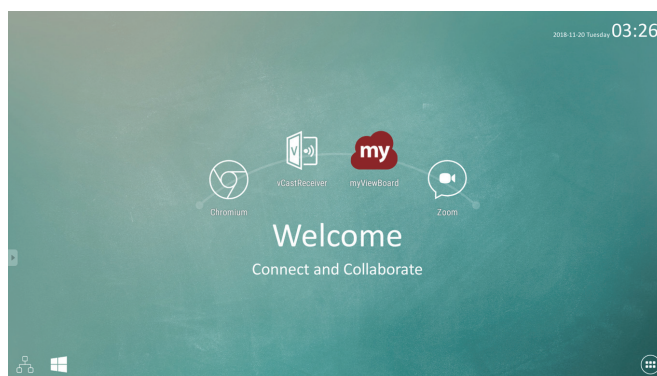 2018-11-20 Tuesday 03:26
V
my
vCastReceiver
myViewBoard
Chromium
Zoom
Welcome
Connect and Collaborate